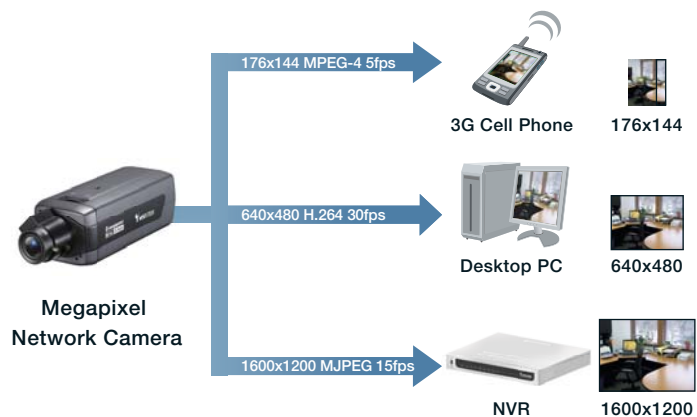 176x144 MPEG-4 5fps
3G Cell Phone
176x144
640x480 H.264 30fps
Desktop PC
640x480
Megapixel
Network Camera
1600x1200 MJPEG 15fps
NVR
1600x1200